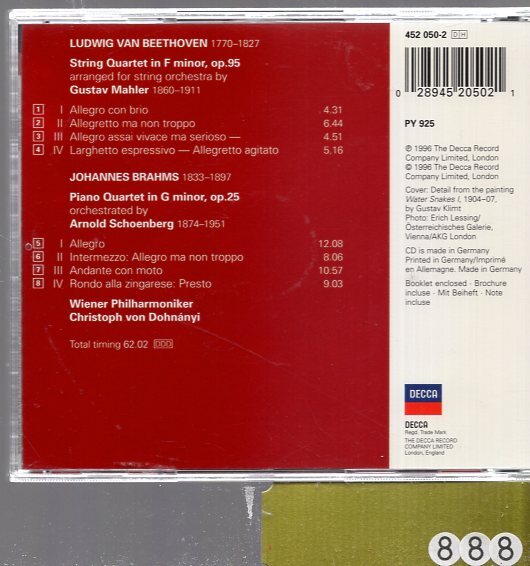 LUDWIG VAN BEETHOVEN 1770–1827
String Quartet in F minor, op.95
arranged for string orchestra by
Gustav Mahler 1860–1911
1 I Allegro con brio 4.31
2 II Allegretto ma non troppo 6.44
3 III Allegro assai vivace ma serioso — 4.51
4 IV Larghetto espressivo — Allegretto agitato 5.16
JOHANNES BRAHMS 1833–1897
Piano Quartet in G minor, op.25
orchestrated by
Arnold Schoenberg 1874–1951
5 I Allegro 12.08
6 II Intermezzo: Allegro ma non troppo 8.06
7 III Andante con moto 10.57
8 IV Rondo alla zingarese: Presto 9.03
Wiener Philharmoniker
Christoph von Dohnányi
Total timing 62.02 DDD
452 050-2 DH
0 28945 20502 1
PY 925
℗ 1996 The Decca Record
Company Limited, London
© 1996 The Decca Record
Company Limited, London
Cover: Detail from the painting
Water Snakes I, 1904–07,
by Gustav Klimt
Photo: Erich Lessing/
Österreichisches Galerie,
Vienna/AKG London
CD is made in Germany
Printed in Germany/Imprimé
en Allemagne. Made in Germany
Booklet enclosed · Brochure
incluse · Mit Beiheft · Note
incluse
DECCA
DECCA
Regd. Trade Mark
THE DECCA RECORD
COMPANY LIMITED
London, England
888